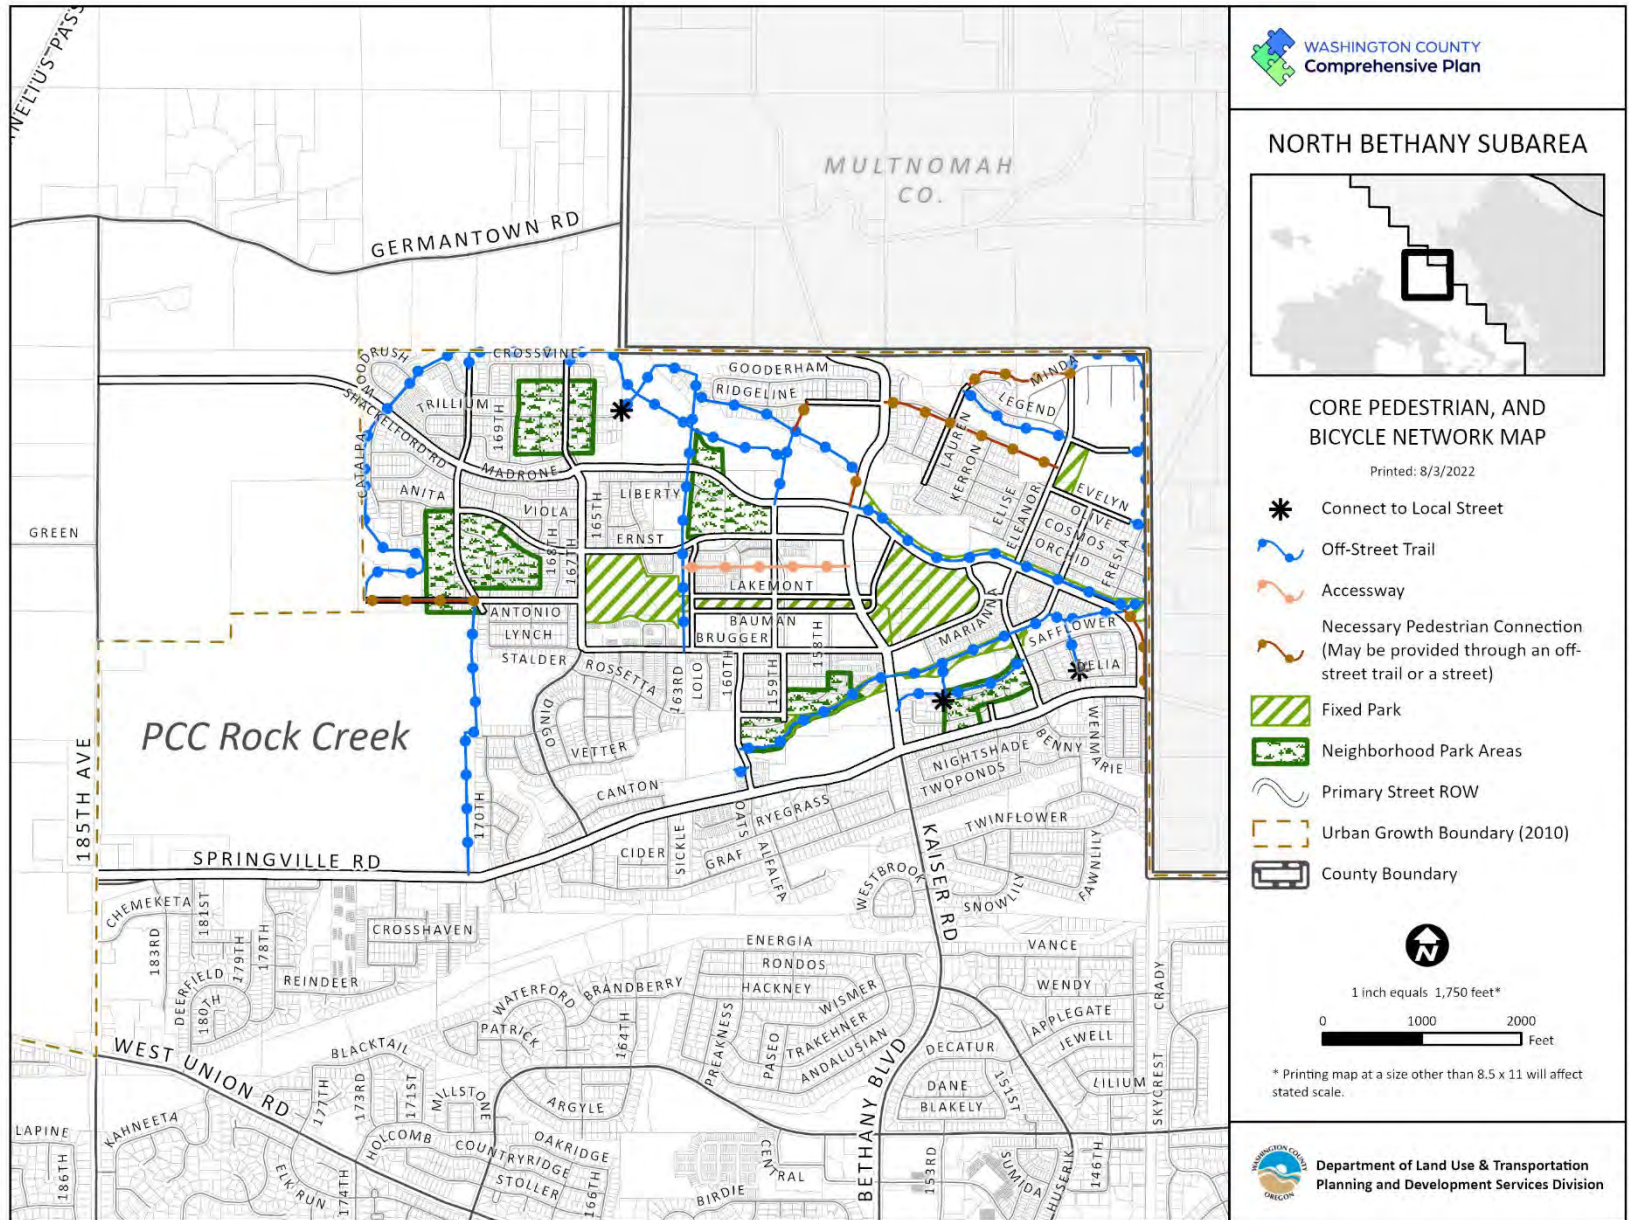 NELIUS PASS
MULTNOMAH
CO.
GERMANTOWN RD
CROSSVINE
GOODERHAM
RIDGELINE
MINDA
LEGEND
TRILLIUM
169TH
SHACKELFORD RD
LAUREN
KERRON
CATALPA
MADRONE
ANITA
VIOLA
165TH
LIBERTY
ELISE
ELEANOR
EVELYN
OLIVE
COSMOS
ORCHID
FRESIA
GREEN
168TH
167TH
ERNST
LAKEMONT
ANTONIO
LYNCH
BAUMAN
BRUGGER
158TH
MARIANNA
SAFFLOWER
STALDER
ROSSETTA
163RD
LOLO
160TH
159TH
DELIA
PCC Rock Creek
185TH AVE
DINGO
VETTER
WENMARIE
BENNY
NIGHTSHADE
TWOPONDS
170TH
CANTON
OATS
RYEGRASS
TWINFLOWER
SPRINGVILLE RD
CIDER
SICKLE
GRAF
ALFALFA
KAISER RD
WESTBROOK
SNOWLILY
FAWNLILY
CHEMEKETA
181ST
183RD
179TH
178TH
CROSSHAVEN
ENERGIA
VANCE
RONDOS
DEERFIELD
180TH
REINDEER
WATERFORD
BRANDBERRY
HACKNEY
WISMER
WENDY
CRADY
PATRICK
164TH
PREAKNESS
PASEO
TRAKEHNER
ANDALUSIAN
APPLEGATE
JEWELL
WEST UNION RD
BLACKTAIL
DECATUR
177TH
173RD
171ST
MILLSTONE
ARGYLE
BETHANY BLVD
DANE
BLAKELY
151ST
LILIUM
SKYCREST
LAPINE
KAHNEETA
HOLCOMB
COUNTRYRIDGE
OAKRIDGE
STOLLER
186TH
ELK RUN
174TH
166TH
CENTRAL
BIRDIE
153RD
SUMIDA
HUSERIK
146TH
WASHINGTON COUNTY
Comprehensive Plan
NORTH BETHANY SUBAREA
CORE PEDESTRIAN, AND
BICYCLE NETWORK MAP
Printed: 8/3/2022
Connect to Local Street
Off-Street Trail
Accessway
Necessary Pedestrian Connection
(May be provided through an off-
street trail or a street)
Fixed Park
Neighborhood Park Areas
Primary Street ROW
Urban Growth Boundary (2010)
County Boundary
N
1 inch equals 1,750 feet*
0 1000 2000
Feet
* Printing map at a size other than 8.5 x 11 will affect
stated scale.
WASHINGTON COUNTY
OREGON
Department of Land Use & Transportation
Planning and Development Services Division